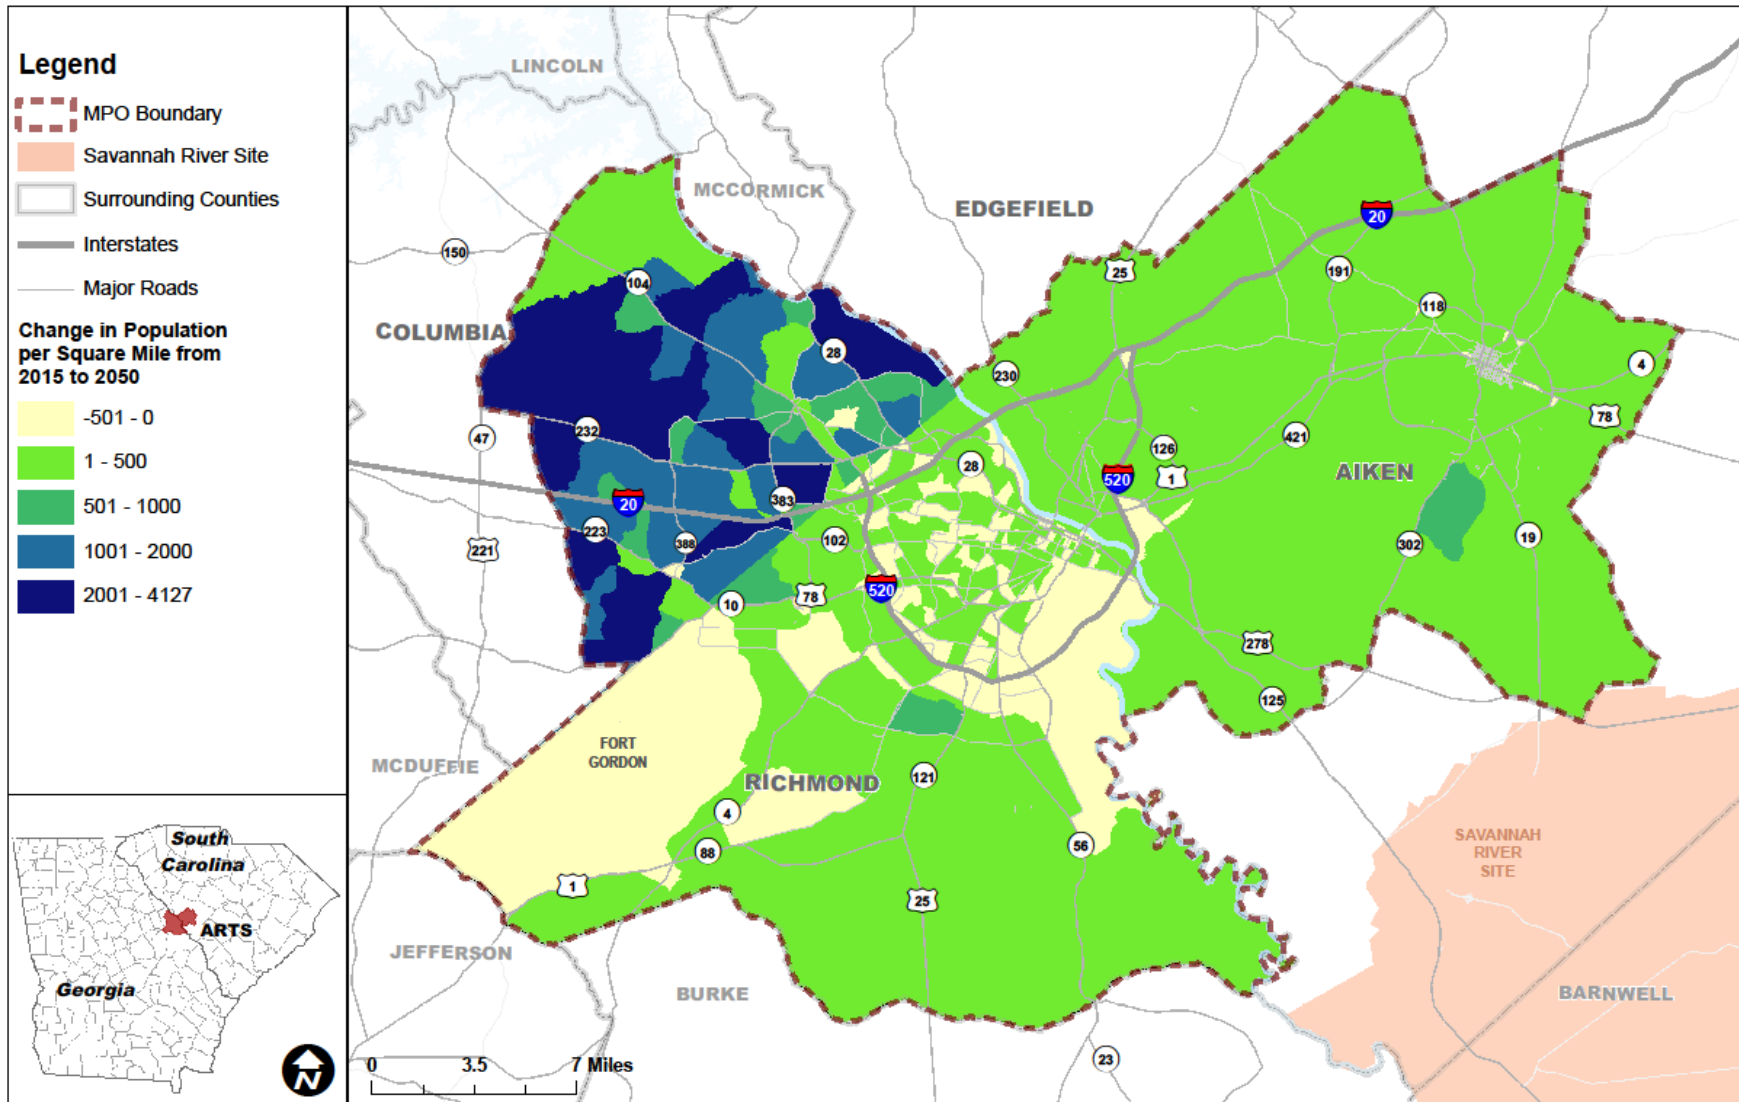 Legend
MPO Boundary
Savannah River Site
Surrounding Counties
Interstates
Major Roads
Change in Population
per Square Mile from
2015 to 2050
-501 - 0
1 - 500
501 - 1000
1001 - 2000
2001 - 4127
South
Carolina
ARTS
Georgia
N
LINCOLN
MCCORMICK
EDGEFIELD
20
150
25
191
104
118
COLUMBIA
28
230
4
78
232
47
126
421
28
AIKEN
520
1
20
383
223
388
102
302
19
221
520
78
10
278
125
FORT
GORDON
MCDUFFIE
RICHMOND
121
4
88
56
SAVANNAH
RIVER
SITE
1
25
JEFFERSON
BURKE
BARNWELL
23
0
3.5
7 Miles